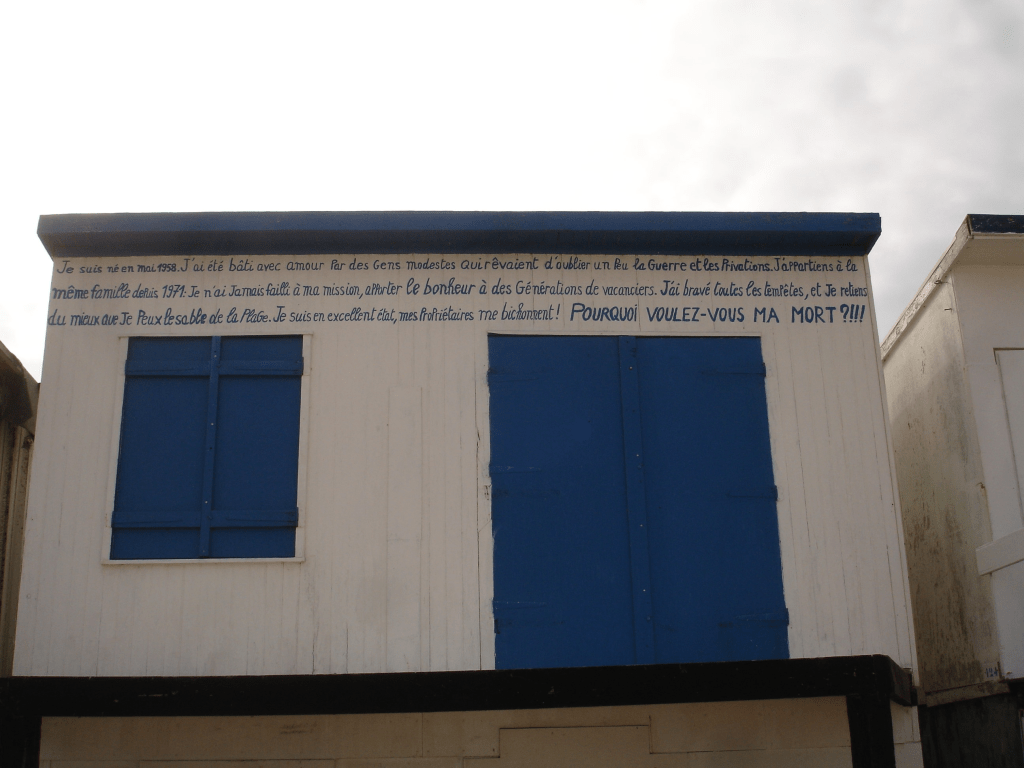 Je suis né en mai 1958. J'ai été bâti avec amour Par des Gens modestes Qui rêvaient d'oublier un Peu la Guerre et les Privations. J'appartiens à la
même famille depuis 1971. Je n'ai Jamais failli à ma mission, apporter le bonheur à des Générations de vacanciers. J'ai bravé toutes les tempêtes, et Je retiens
du mieux que Je Peux le sable de la Plage. Je suis en excellent état, mes Propriétaires me bichonnent! POURQUOI VOULEZ-VOUS MA MORT?!!!